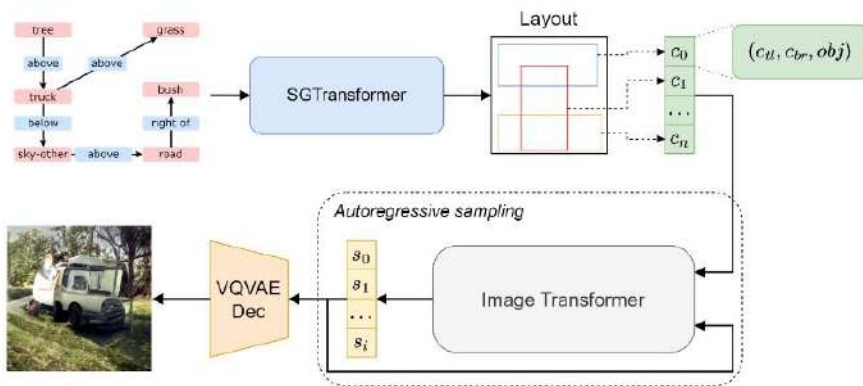 tree
grass
above
above
truck
bush
below
right of
sky-other
above
road
SGTransformer
Layout
c0
c1
...
cn
(ctl, cbr, obj)
Autoregressive sampling
s0
s1
...
si
Image Transformer
VQVAE
Dec